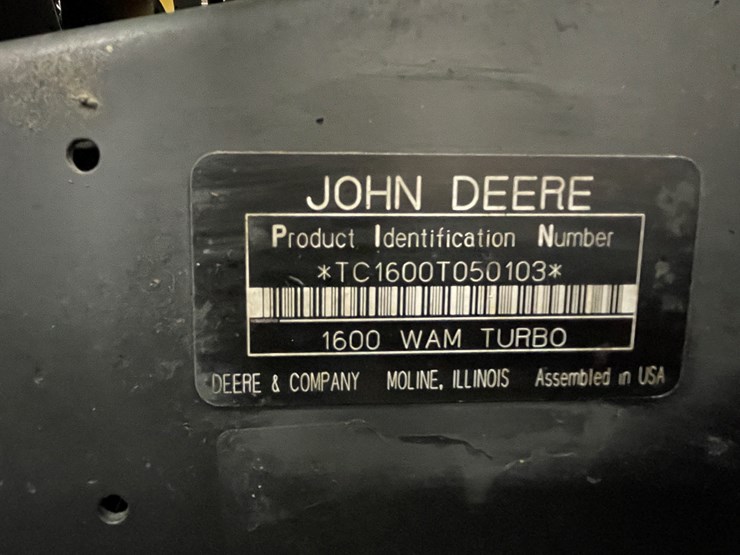 JOHN DEERE
Product Identification Number
*TC1600T050103*
1600 WAM TURBO
DEERE & COMPANY MOLINE, ILLINOIS Assembled in USA